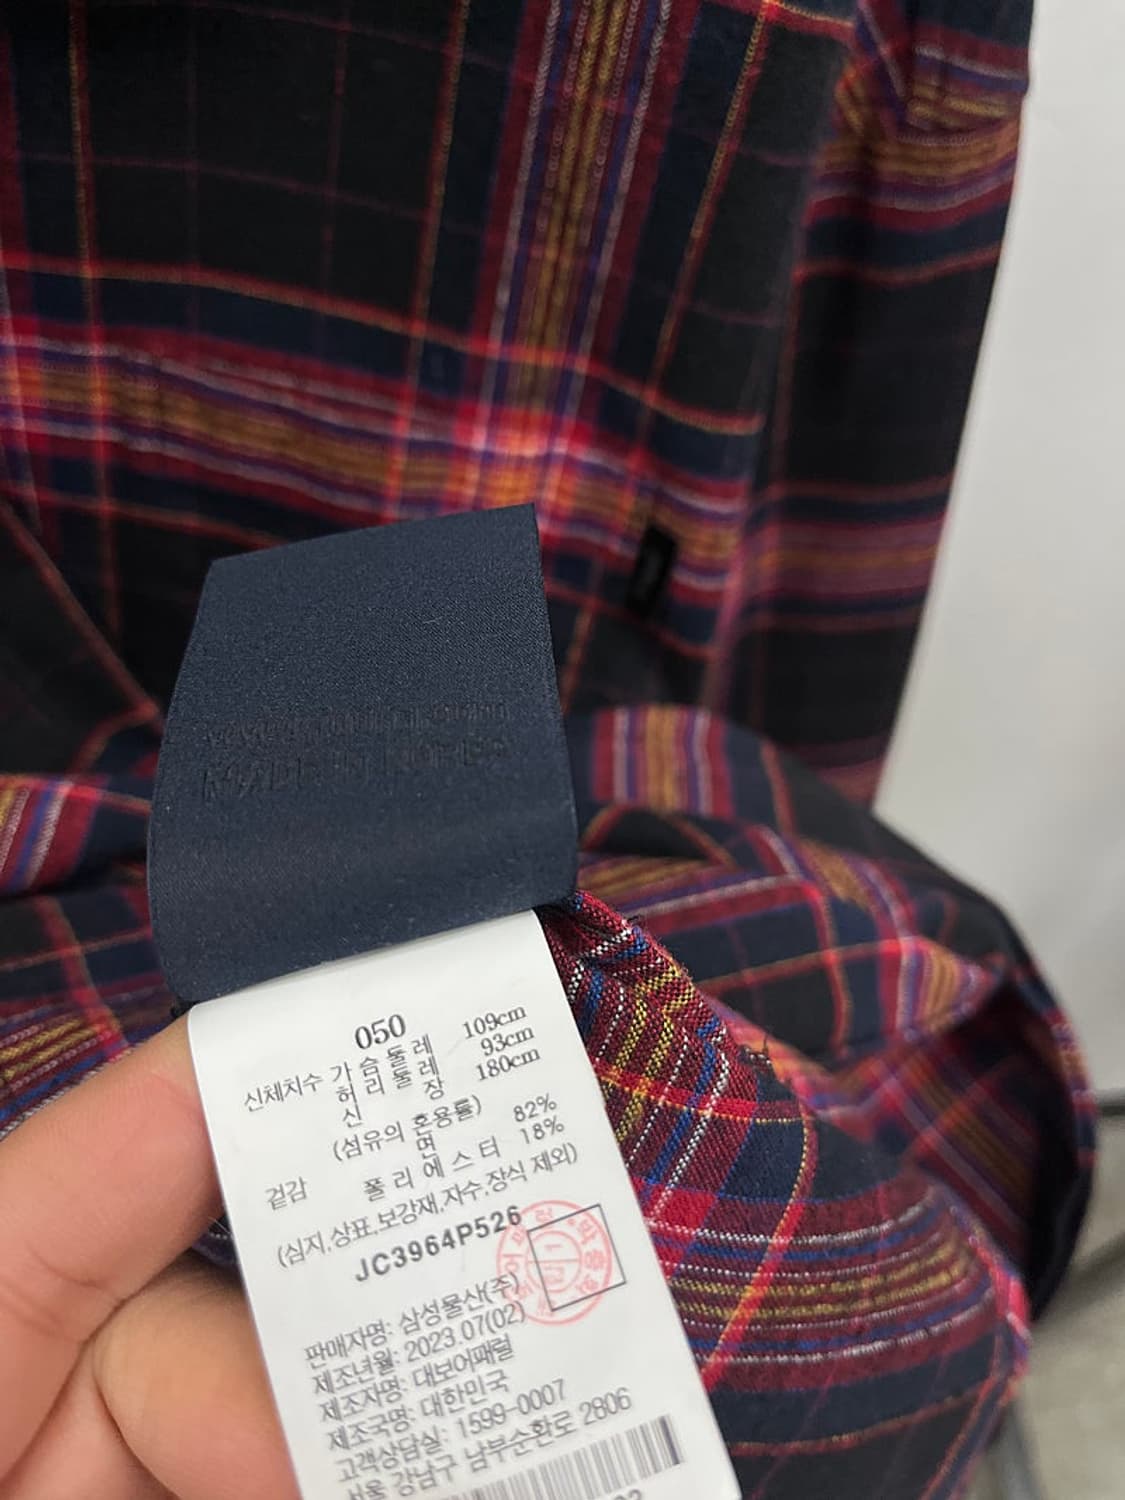 MADE IN KOREA
050
신체치수 가슴둘레 109cm
허리둘레 93cm
신장 180cm
(섬유의 혼용률)
겉감 면 82%
폴리에스터 18%
(심지,상표,보강재,자수,장식 제외)
JC3964P526
판매자명: 삼성물산(주)
제조년월: 2023.07(02)
제조자명: 대보어패럴
제조국명: 대한민국
고객상담실: 1599-0007
서울 강남구 남부순환로 2806